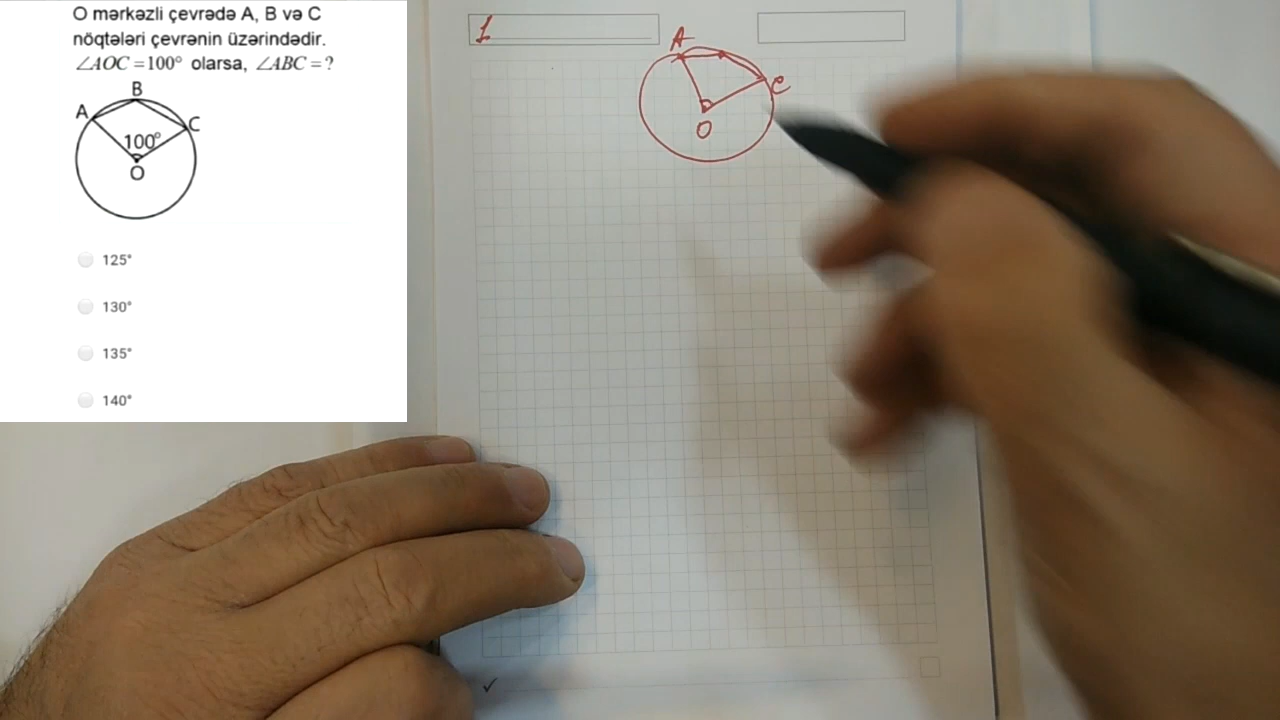 O mərkəzli çevrədə A, B və C
nöqtələri çevrənin üzərindədir.
∠AOC=100° olarsa, ∠ABC=?
B
A
C
100°
O
125°
130°
135°
140°
1
A
C
O